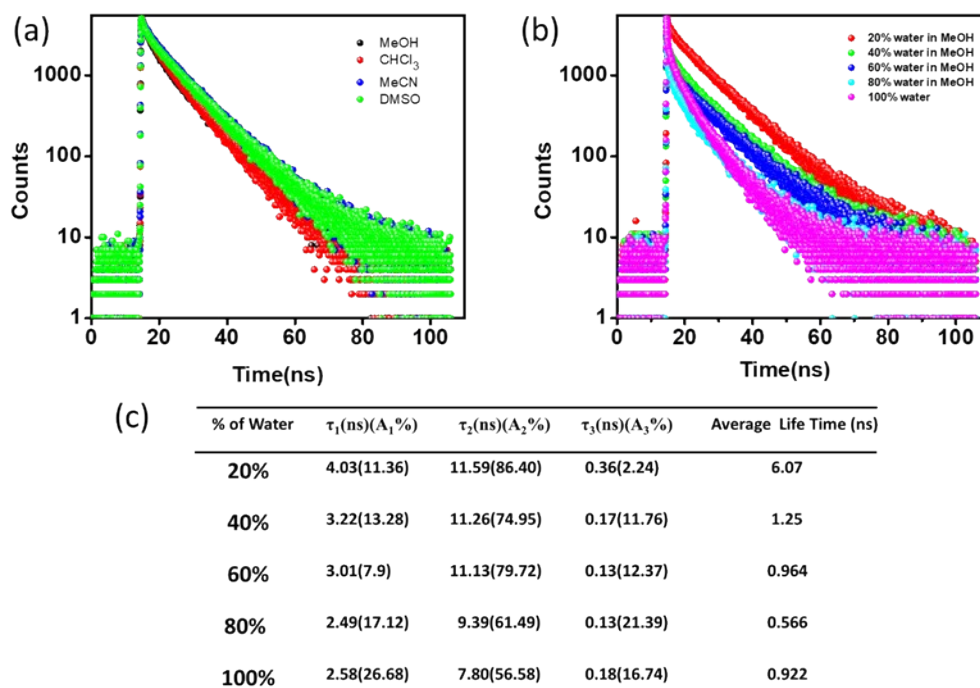 (a)
MeOH
CHCl₃
MeCN
DMSO
1000
100
10
1
0 20 40 60 80 100
Counts
Time(ns)
(b)
20% water in MeOH
40% water in MeOH
60% water in MeOH
80% water in MeOH
100% water
1000
100
10
1
0 20 40 60 80 100
Counts
Time(ns)
(c)
% of Water τ₁(ns)(A₁%) τ₂(ns)(A₂%) τ₃(ns)(A₃%) Average Life Time (ns)
20% 4.03(11.36) 11.59(86.40) 0.36(2.24) 6.07
40% 3.22(13.28) 11.26(74.95) 0.17(11.76) 1.25
60% 3.01(7.9) 11.13(79.72) 0.13(12.37) 0.964
80% 2.49(17.12) 9.39(61.49) 0.13(21.39) 0.566
100% 2.58(26.68) 7.80(56.58) 0.18(16.74) 0.922